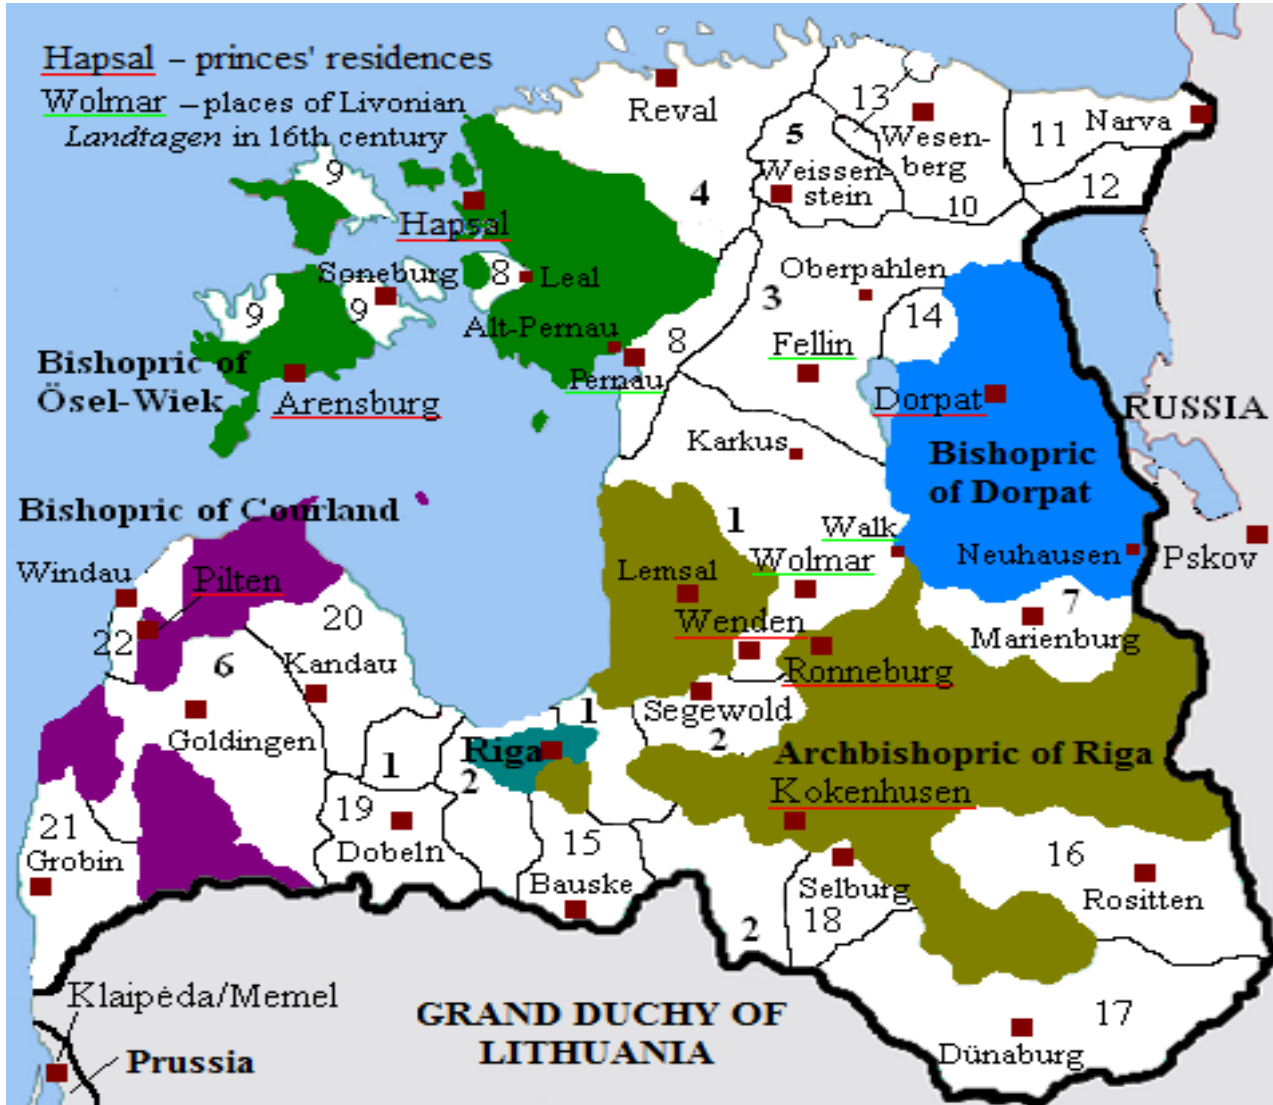 Hapsal – princes' residences
Wolmar – places of Livonian
Landtagen in 16th century
Reval
13
Wesen-
berg
11
Narva
12
5
Weissen-
stein
10
4
9
Hapsal
Soneburg
9
9
8
Leal
Alt-Pernau
Pernau
8
3
Oberpahlen
14
Fellin
Dorpat
RUSSIA
Bishopric of
Ösel-Wiek
Arensburg
Karkus
Bishopric
of Dorpat
Bishopric of Courland
1
Walk
Neuhausen
Pskov
Windau
Pilten
Lemsal
Wolmar
Wenden
7
Marienburg
22
20
6
Kandau
Ronneburg
Goldingen
Segewold
1
2
Riga
1
2
Archbishopric of Riga
Kokenhusen
21
Grobin
19
Dobeln
15
Bauske
16
Rositten
Selburg
18
2
Klaipėda/Memel
GRAND DUCHY OF
LITHUANIA
17
Dünaburg
Prussia